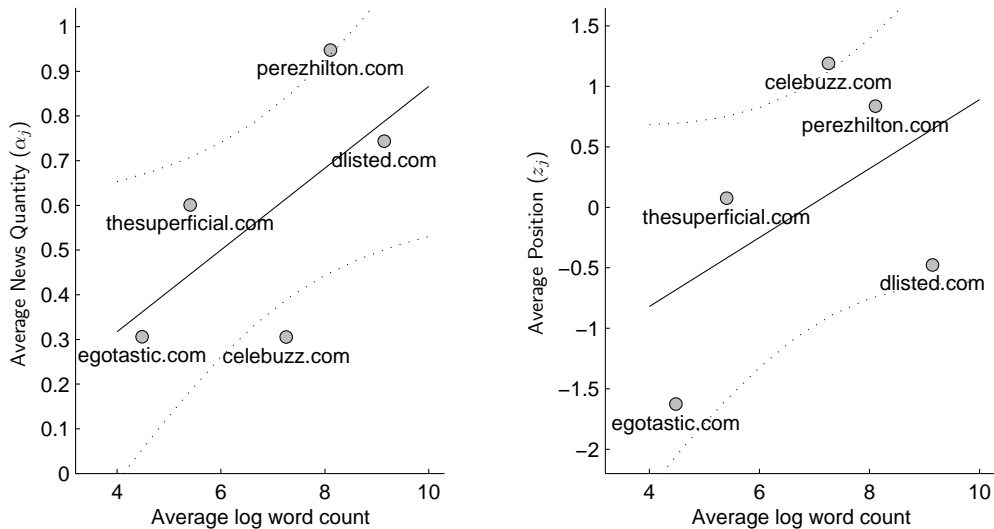 1
0.9
0.8
0.7
0.6
0.5
0.4
0.3
0.2
0.1
0
Average News Quantity (αj)
perezhilton.com
dlisted.com
thesuperficial.com
egotastic.com
celebuzz.com
4 6 8 10
Average log word count
1.5
1
0.5
0
−0.5
−1
−1.5
−2
Average Position (zj)
celebuzz.com
perezhilton.com
thesuperficial.com
dlisted.com
egotastic.com
4 6 8 10
Average log word count